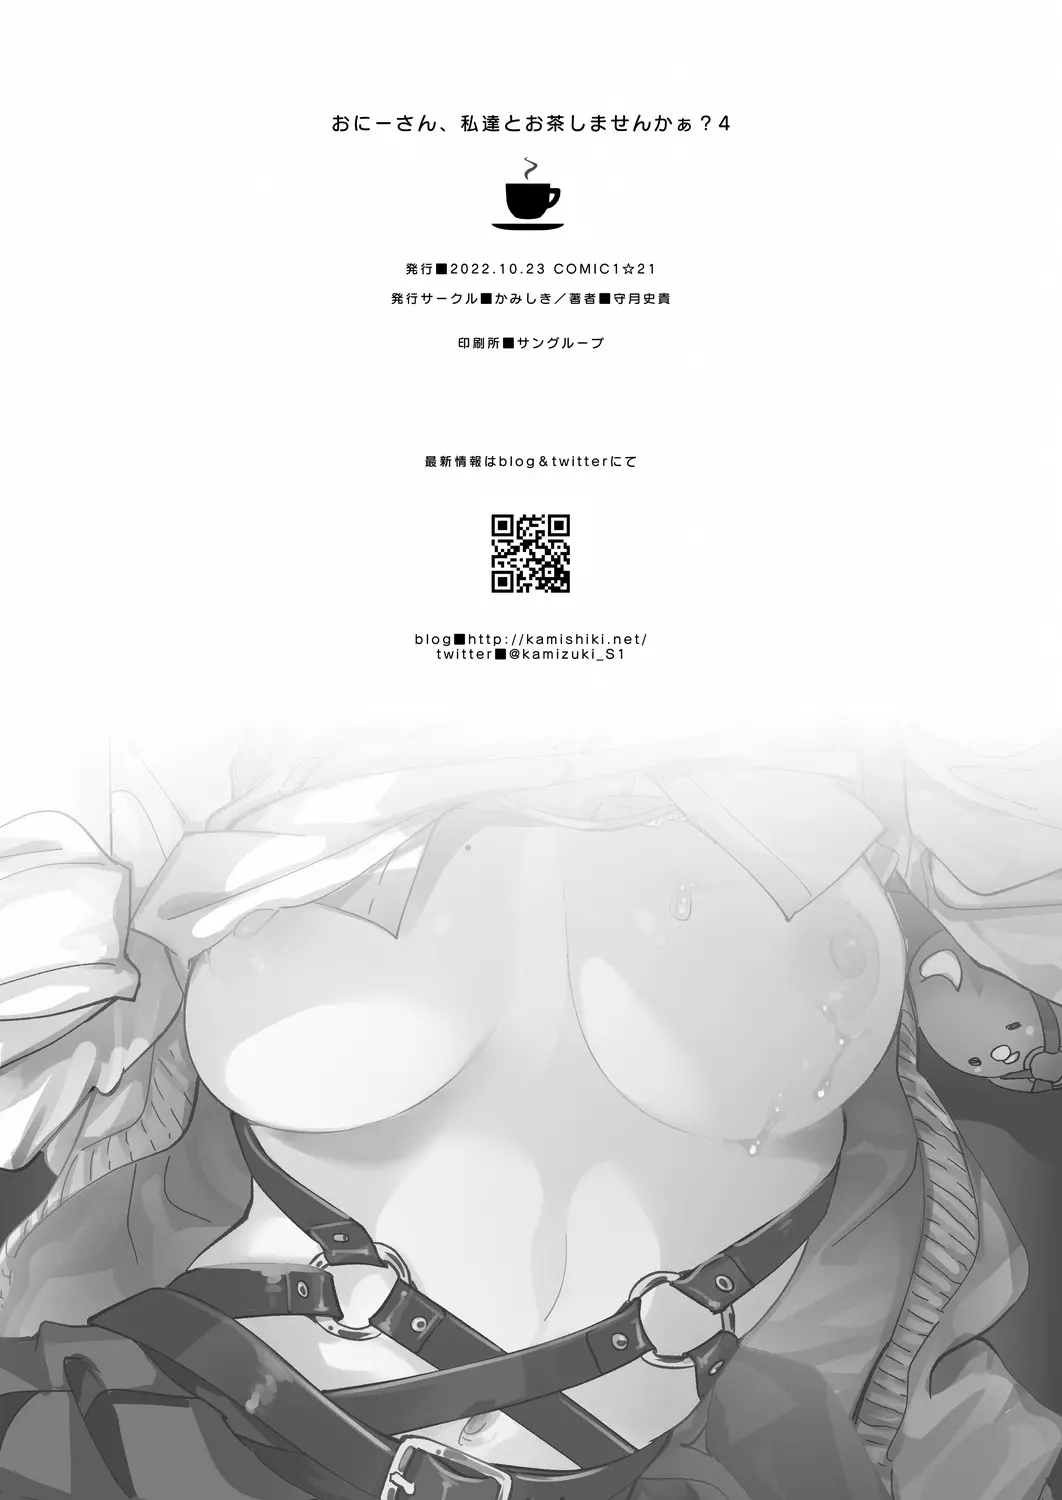 おにーさん、私達とお茶しませんかぁ？4
発行■2022.10.23 COMIC1☆21
発行サークル■かみしき／著者■守月史貴
印刷所■サングループ
最新情報はblog＆twitterにて
blog■http://kamishiki.net/
twitter■@kamizuki_S1